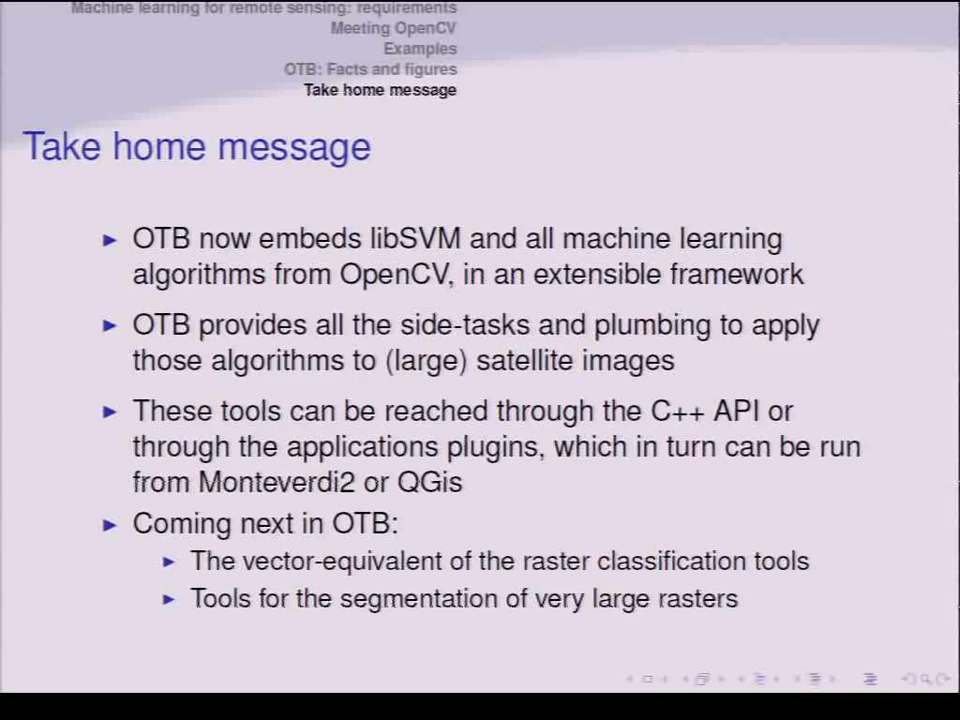 Machine learning for remote sensing: requirements
Meeting OpenCV
Examples
OTB: Facts and figures
Take home message
Take home message
OTB now embeds libSVM and all machine learning
algorithms from OpenCV, in an extensible framework
OTB provides all the side-tasks and plumbing to apply
those algorithms to (large) satellite images
These tools can be reached through the C++ API or
through the applications plugins, which in turn can be run
from Monteverdi2 or QGis
Coming next in OTB:
The vector-equivalent of the raster classification tools
Tools for the segmentation of very large rasters